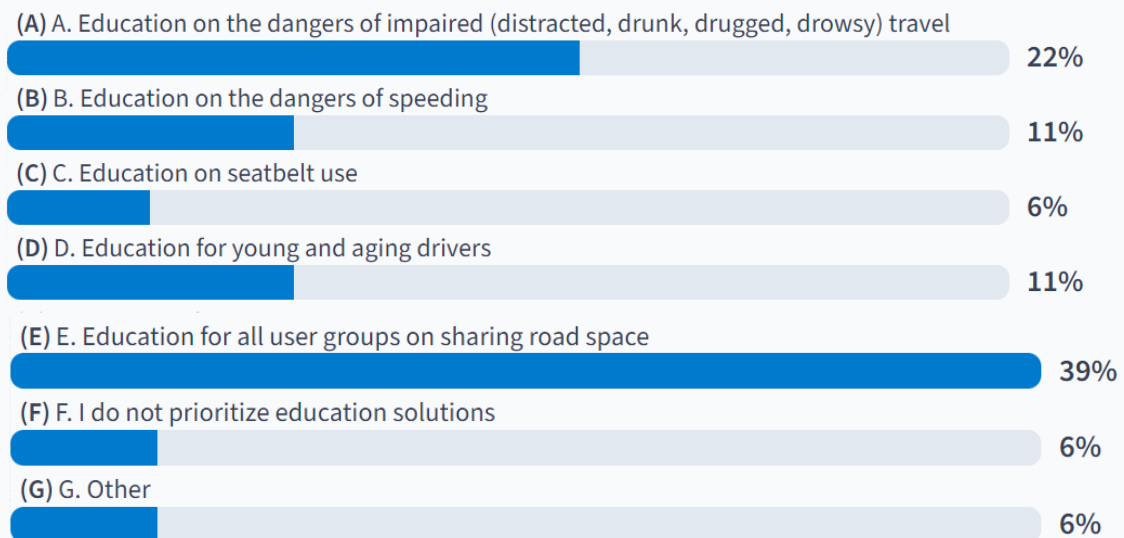 (A) A. Education on the dangers of impaired (distracted, drunk, drugged, drowsy) travel
22%
(B) B. Education on the dangers of speeding
11%
(C) C. Education on seatbelt use
6%
(D) D. Education for young and aging drivers
11%
(E) E. Education for all user groups on sharing road space
39%
(F) F. I do not prioritize education solutions
6%
(G) G. Other
6%